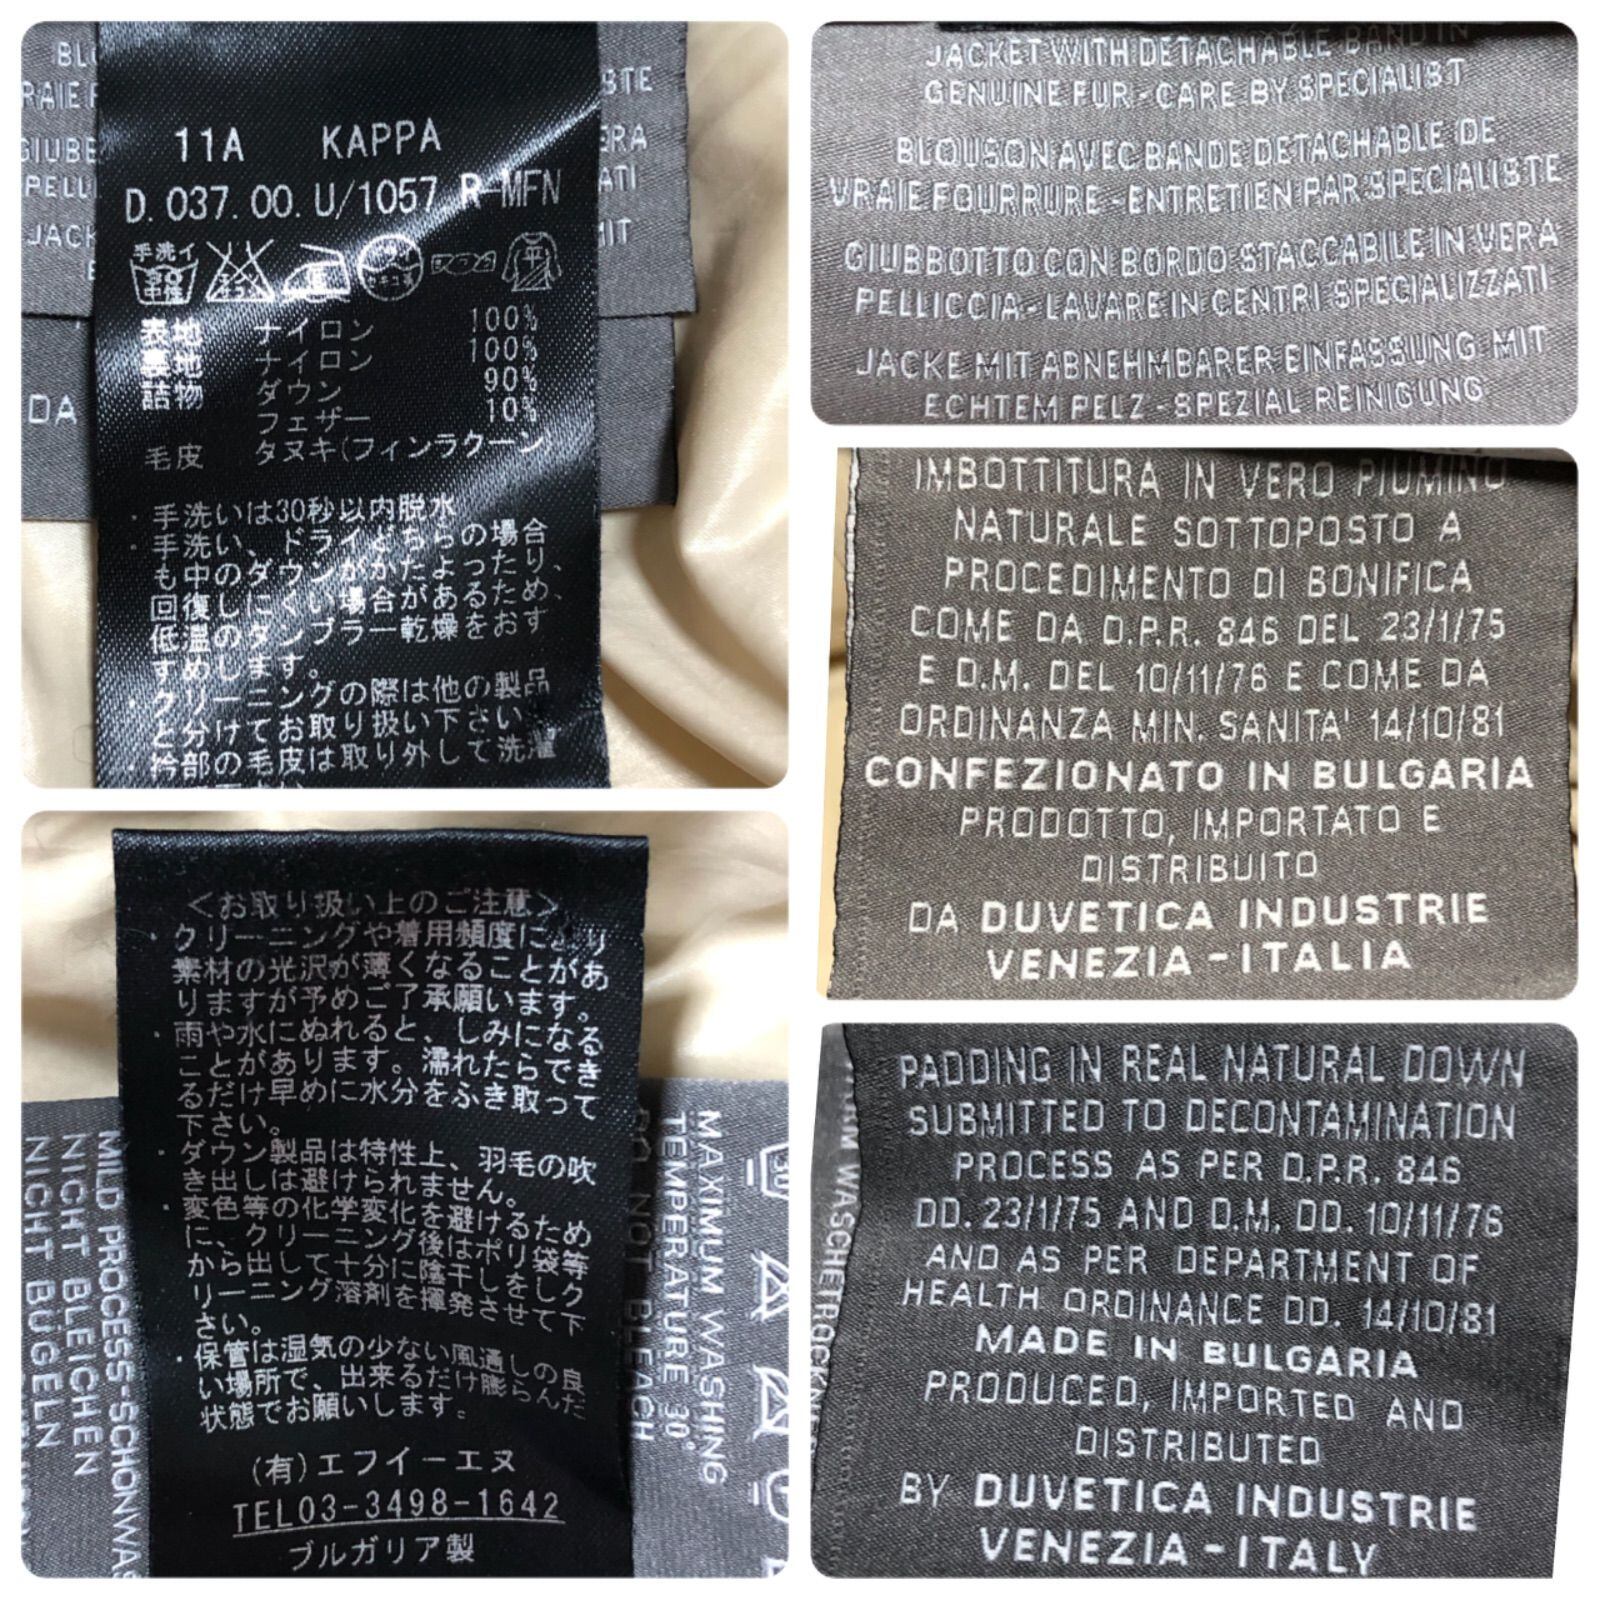 11A KAPPA
D. 037. 00. U/1057 R-MFN
手洗イ
中性
表地 ナイロン 100%
裏地 ナイロン 100%
詰物 ダウン 90%
フェザー 10%
毛皮 タヌキ(フィンラクーン)
・手洗いは30秒以内脱水
・手洗い、ドライどちらの場合
も中のダウンがかたよったり、
回復しにくい場合があるため、
低温のタンブラー乾燥をおす
すめします。
・クリーニングの際は他の製品
と分けてお取り扱い下さい。
・衿部の毛皮は取り外して洗濯
DA
JACKET WITH DETACHABLE BAND IN
GENUINE FUR - CARE BY SPECIALIST
BLOUSON AVEC BANDE DETACHABLE DE
VRAIE FOURRURE - ENTRETIEN PAR SPECIALISTE
GIUBBOTTO CON BORDO STACCABILE IN VERA
PELLICCIA - LAVARE IN CENTRI SPECIALIZZATI
JACKE MIT ABNEHMBARER EINFASSUNG MIT
ECHTEM PELZ - SPEZIAL REINIGUNG
IMBOTTITURA IN VERO PIUMINO
NATURALE SOTTOPOSTO A
PROCEDIMENTO DI BONIFICA
COME DA D.P.R. 846 DEL 23/1/75
E D.M. DEL 10/11/76 E COME DA
ORDINANZA MIN. SANITA' 14/10/81
CONFEZIONATO IN BULGARIA
PRODOTTO, IMPORTATO E
DISTRIBUITO
DA DUVETICA INDUSTRIE
VENEZIA - ITALIA
<お取り扱い上のご注意>
・クリーニングや着用頻度により
素材の光沢が薄くなることがあ
りますが予めご了承願います。
・雨や水にぬれると、しみになる
ことがあります。濡れたらでき
るだけ早めに水分をふき取って
下さい。
・ダウン製品は特性上、羽毛の吹
き出しは避けられません。
・変色等の化学変化を避けるため
に、クリーニング後はポリ袋等
から出して十分に陰干しをしク
リーニング溶剤を揮発させて下
さい。
・保管は湿気の少ない風通しの良
い場所で、出来るだけ膨らんだ
状態でお願いします。
(有)エフイーエヌ
TEL03-3498-1642
ブルガリア製
MAXIMUM WASHING
TEMPERATURE 30°
DO NOT BLEACH
MILD PROCESS-SCHONWAS
NICHT BLEICHEN
NICHT BÜGELN
PADDING IN REAL NATURAL DOWN
SUBMITTED TO DECONTAMINATION
PROCESS AS PER D.P.R. 846
DD. 23/1/75 AND D.M. DD. 10/11/76
AND AS PER DEPARTMENT OF
HEALTH ORDINANCE DD. 14/10/81
MADE IN BULGARIA
PRODUCED, IMPORTED AND
DISTRIBUTED
BY DUVETICA INDUSTRIE
VENEZIA - ITALY